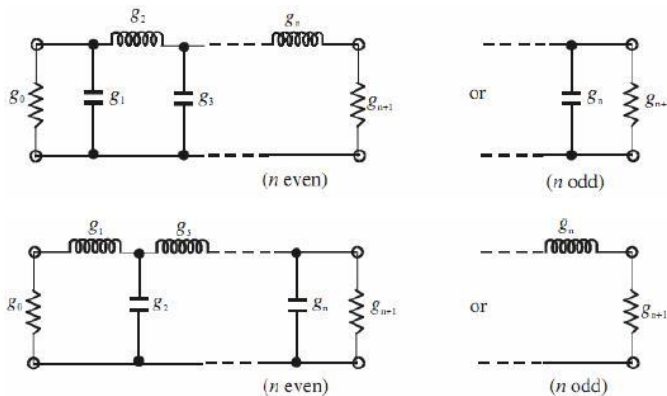 g₂ gₙ
g₀ g₁ g₃ gₙ₊₁ or gₙ gₙ₊
(n even) (n odd)
g₁ g₃ gₙ
g₀ g₂ gₙ gₙ₊₁ or gₙ₊₁
(n even) (n odd)